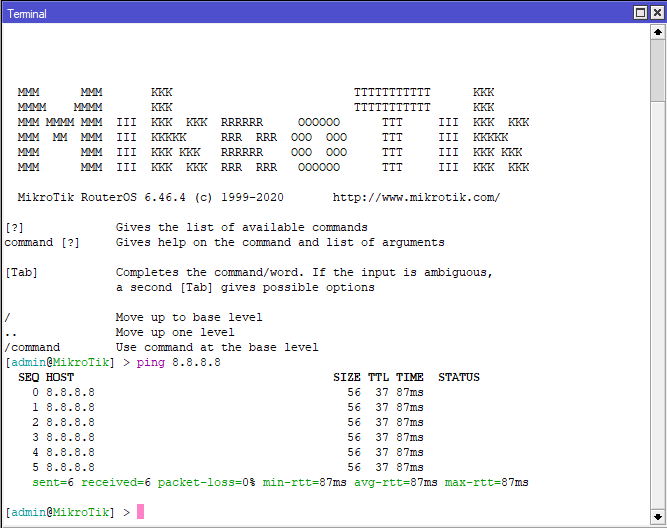 Terminal
MMM      MMM       KKK                          TTTTTTTTTTT      KKK
MMMM    MMMM       KKK                          TTTTTTTTTTT      KKK
MMM MMMM MMM  III  KKK  KKK  RRRRRR     OOOOOO      TTT     III  KKK  KKK
MMM  MM  MMM  III  KKKKK     RRR  RRR  OOO  OOO     TTT     III  KKKKK
MMM      MMM  III  KKK KKK   RRRRRR    OOO  OOO     TTT     III  KKK KKK
MMM      MMM  III  KKK  KKK  RRR  RRR   OOOOOO      TTT     III  KKK  KKK
MikroTik RouterOS 6.46.4 (c) 1999-2020       http://www.mikrotik.com/
[?]             Gives the list of available commands
command [?]     Gives help on the command and list of arguments
[Tab]           Completes the command/word. If the input is ambiguous,
a second [Tab] gives possible options
/               Move up to base level
..              Move up one level
/command        Use command at the base level
[admin@MikroTik] > ping 8.8.8.8
SEQ HOST                                     SIZE TTL TIME  STATUS
0 8.8.8.8                                    56  37 87ms
1 8.8.8.8                                    56  37 87ms
2 8.8.8.8                                    56  37 87ms
3 8.8.8.8                                    56  37 87ms
4 8.8.8.8                                    56  37 87ms
5 8.8.8.8                                    56  37 87ms
sent=6 received=6 packet-loss=0% min-rtt=87ms avg-rtt=87ms max-rtt=87ms
[admin@MikroTik] >